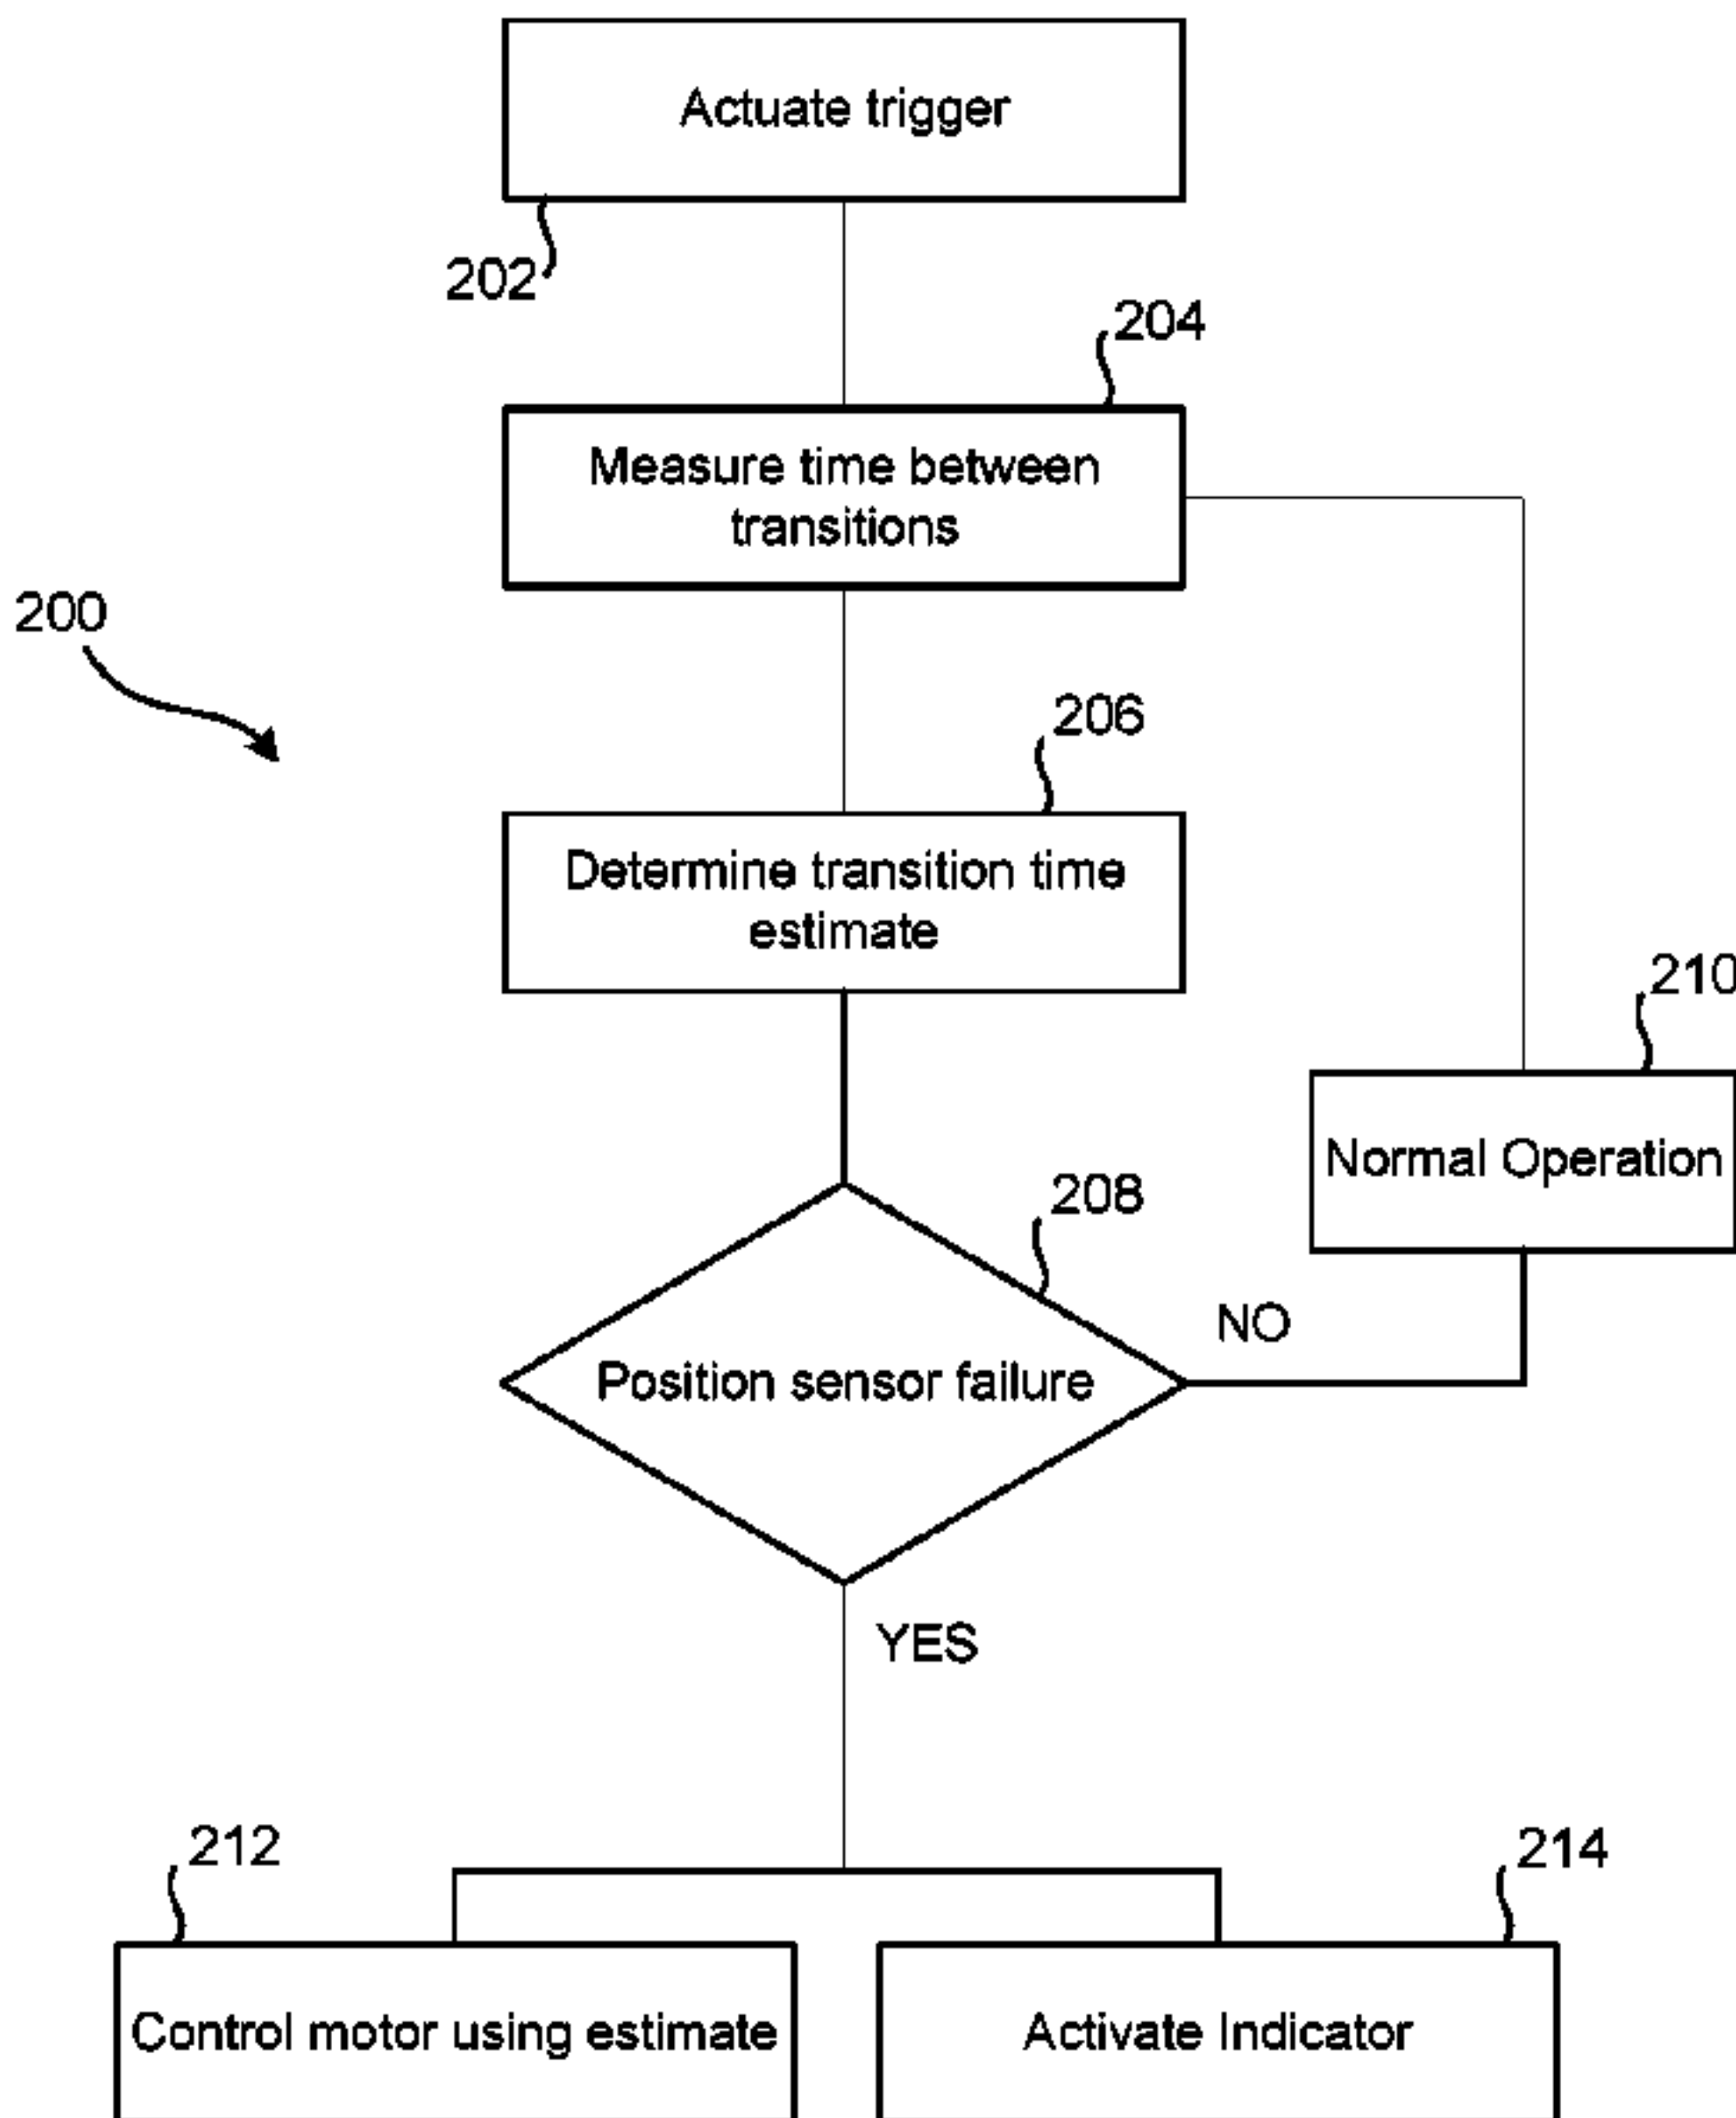 Actuate trigger
202
204
Measure time between
transitions
200
206
Determine transition time
estimate
210
Normal Operation
208
NO
Position sensor failure
YES
212
214
Control motor using estimate
Activate Indicator